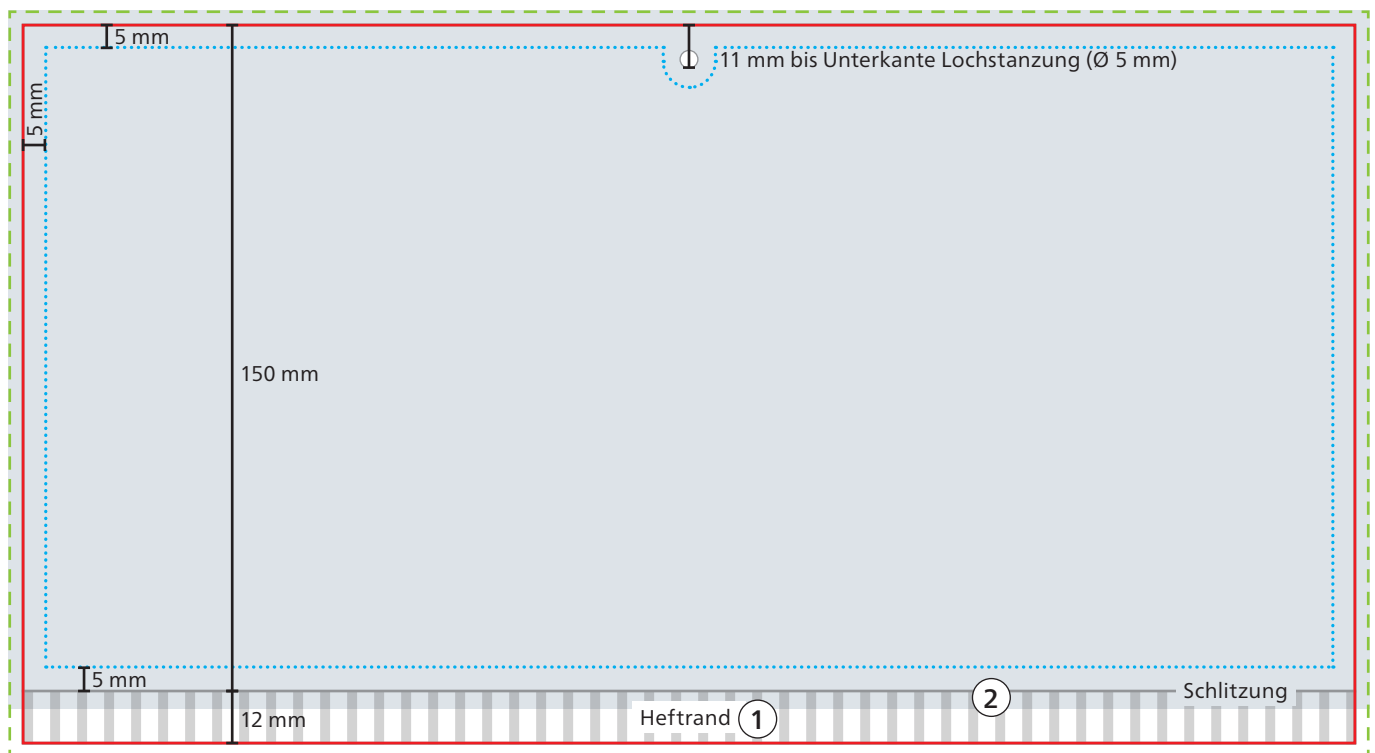 5 mm
11 mm bis Unterkante Lochstanzung (Ø 5 mm)
5 mm
150 mm
5 mm
Schlitzung
2
12 mm
Heftrand 1